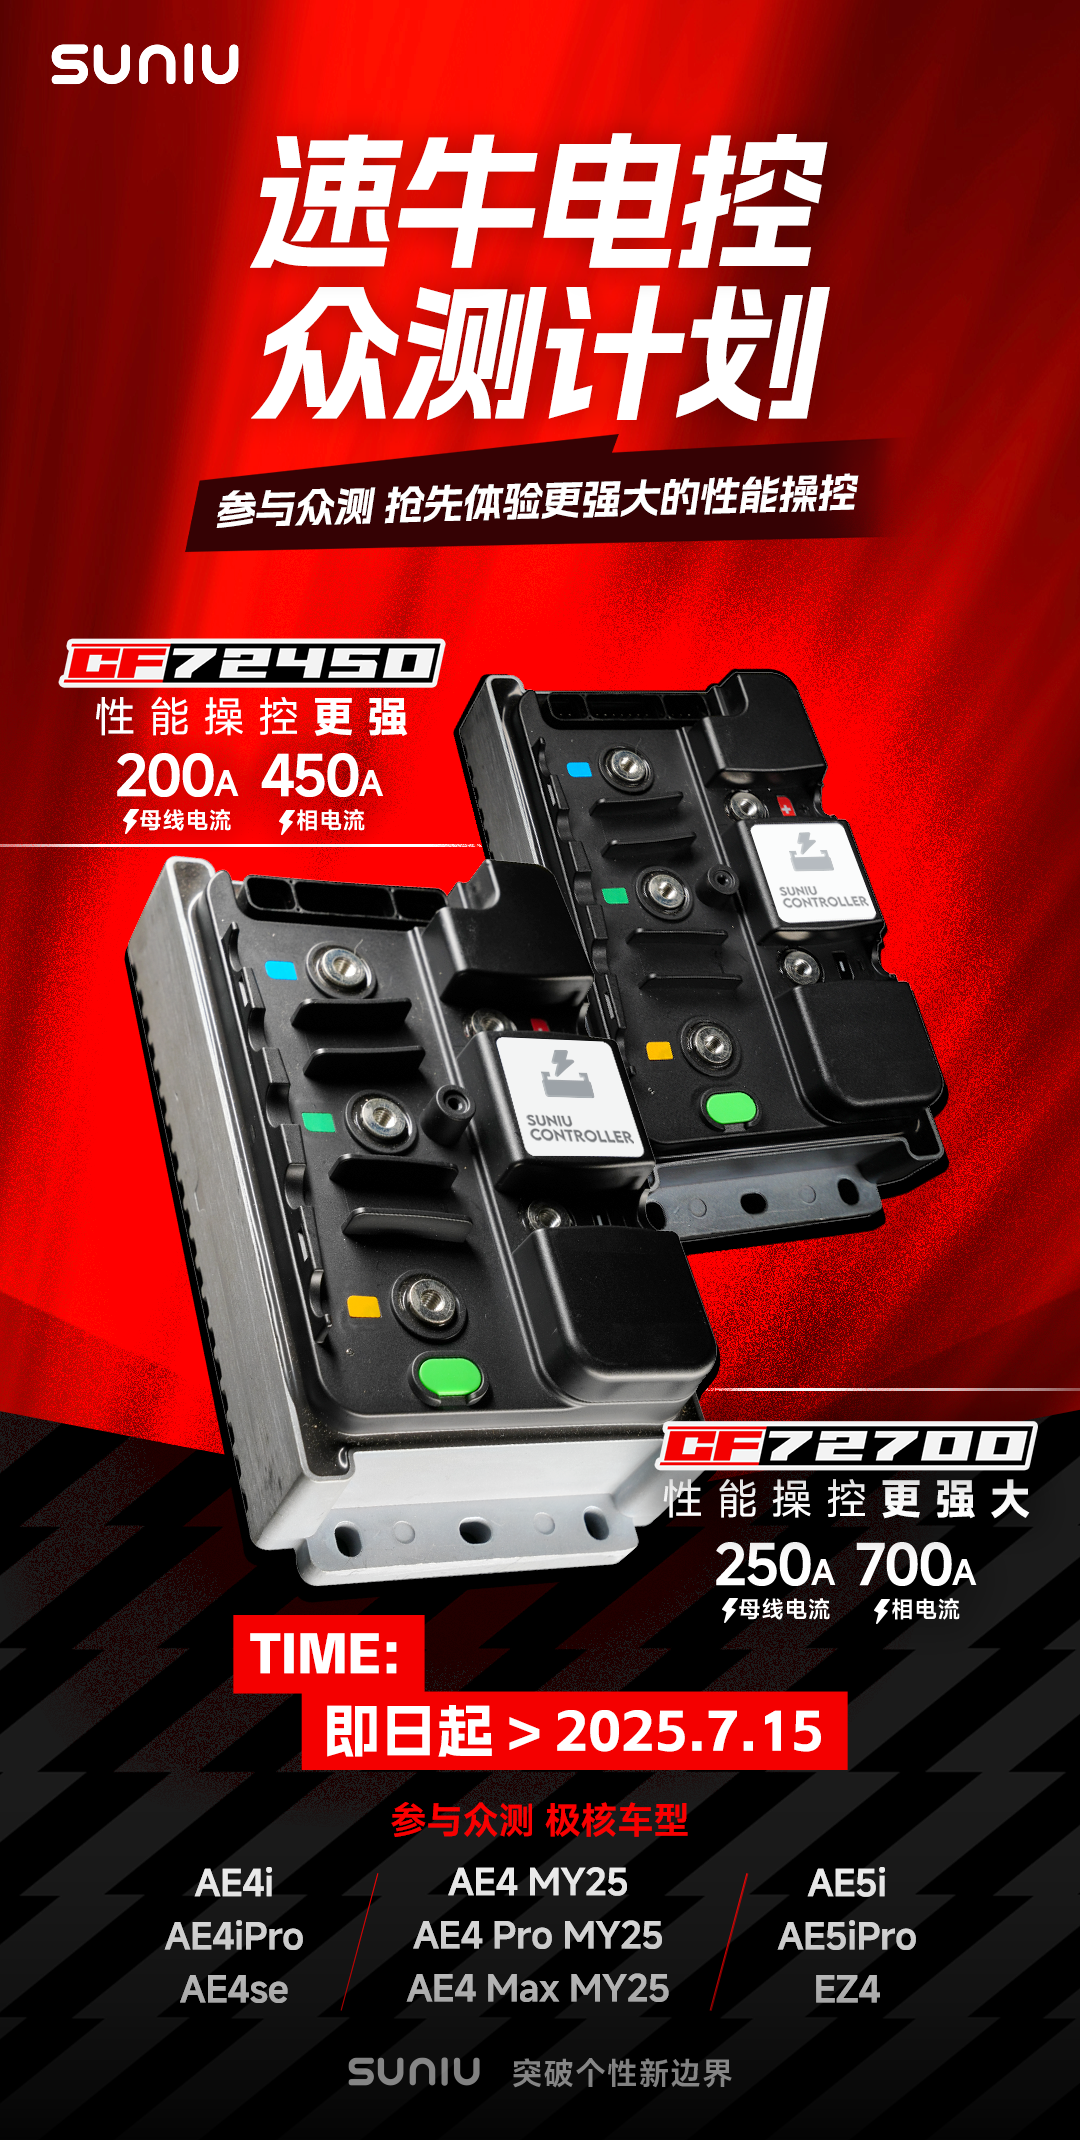 SUNIU
速牛电控
众测计划
参与众测 抢先体验更强大的性能操控
CF72450
性能操控更强
200A 450A
母线电流 相电流
SUNIU
CONTROLLER
SUNIU
CONTROLLER
CF72700
性能操控更强大
250A 700A
母线电流 相电流
TIME:
即日起 > 2025.7.15
参与众测 极核车型
AE4i AE4 MY25 AE5i
AE4iPro AE4 Pro MY25 AE5iPro
AE4se AE4 Max MY25 EZ4
SUNIU 突破个性新边界